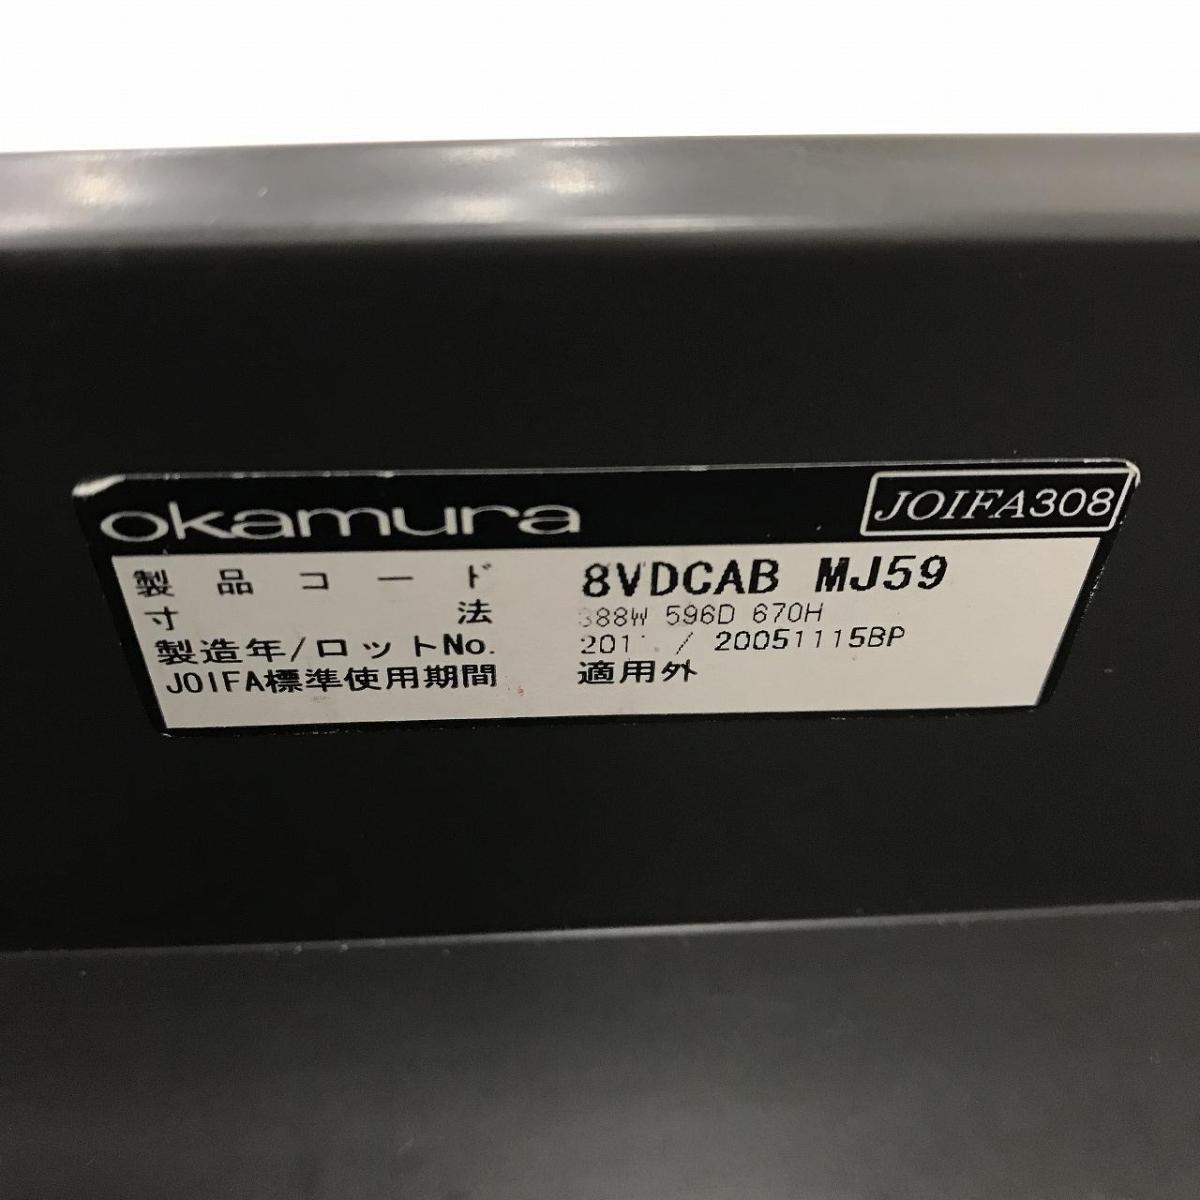 okamura JOIFA308
製品コード 8VDCAB MJ59
寸法 388W 596D 670H
製造年/ロットNo. / 20051115BP
JOIFA標準使用期間 適用外